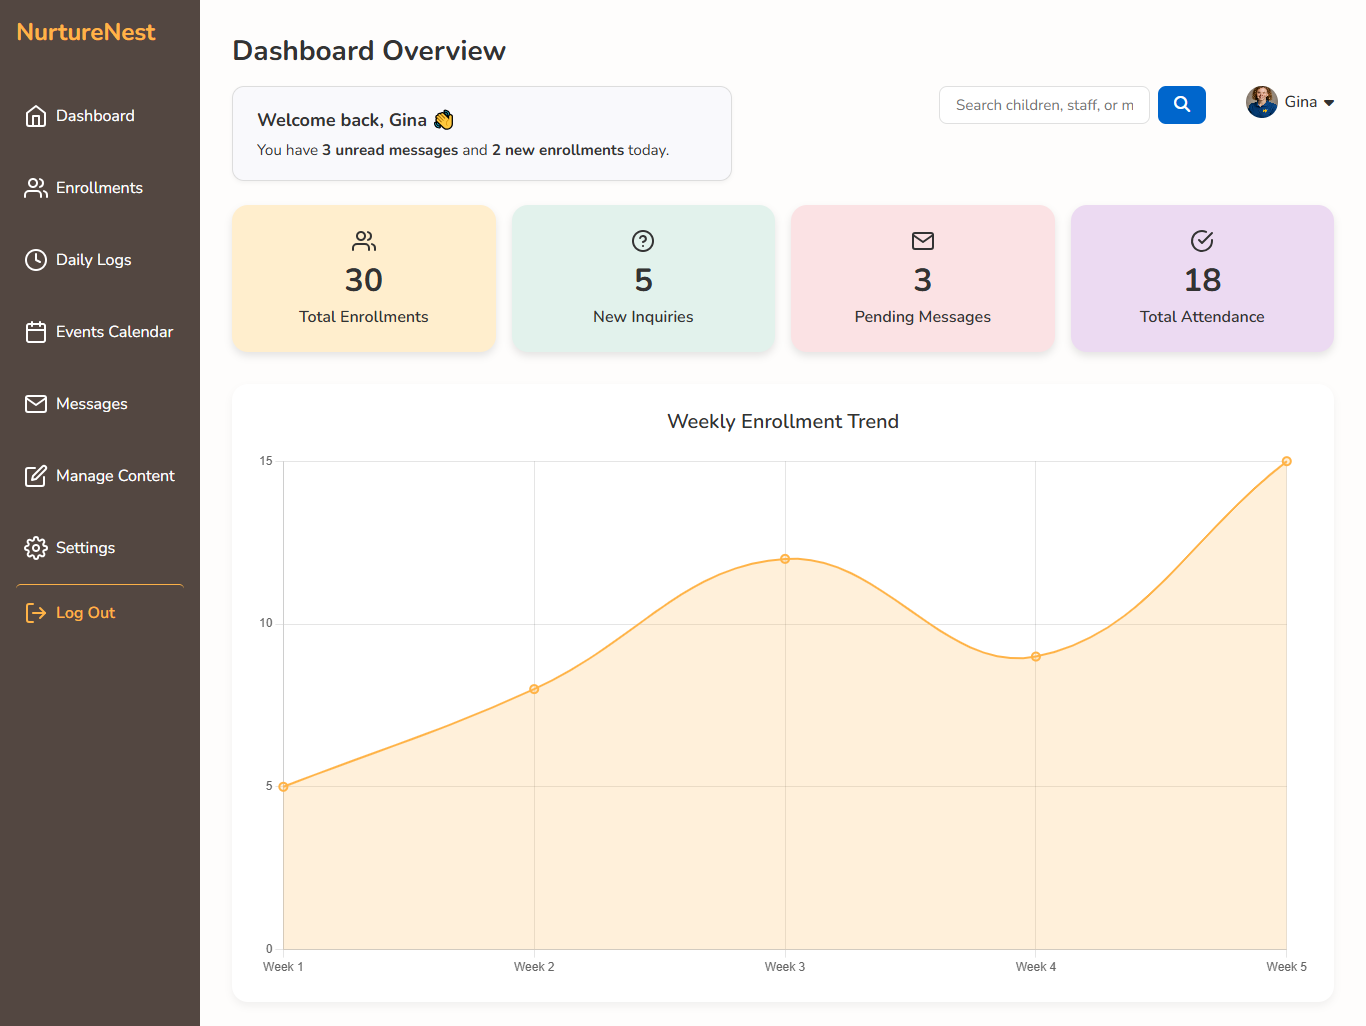 NurtureNest
Dashboard
Enrollments
Daily Logs
Events Calendar
Messages
Manage Content
Settings
Log Out
Dashboard Overview
Welcome back, Gina 👋
You have 3 unread messages and 2 new enrollments today.
Search children, staff, or m
Gina
30
Total Enrollments
5
New Inquiries
3
Pending Messages
18
Total Attendance
Weekly Enrollment Trend
15
10
5
0
Week 1
Week 2
Week 3
Week 4
Week 5